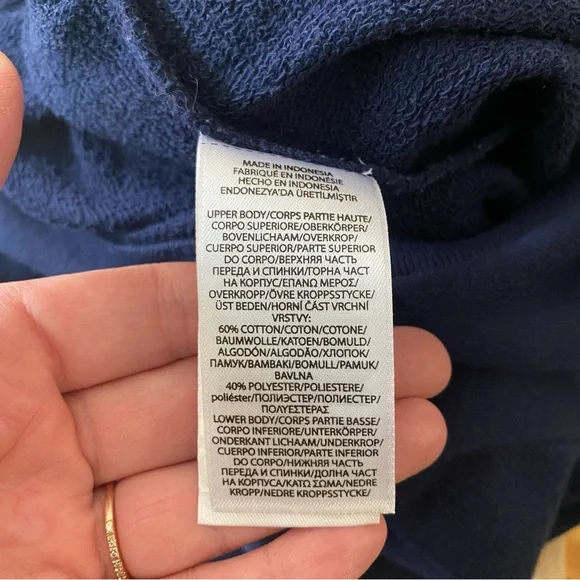 MADE IN INDONESIA
FABRIQUÉ EN INDONÉSIE
HECHO EN INDONESIA
ENDONEZYA'DA ÜRETİLMİŞTİR
UPPER BODY/CORPS PARTIE HAUTE/
CORPO SUPERIORE/OBERKÖRPER/
BOVENLICHAAM/OVERKROP/
CUERPO SUPERIOR/PARTE SUPERIOR
DO CORPO/ВЕРХНЯЯ ЧАСТЬ
ПЕРЕДА И СПИНКИ/ГОРНА ЧАСТ
НА КОРПУС/ΕΠΑΝΩ ΜΕΡΟΣ/
OVERKROPP/ÖVRE KROPPSSTYCKE/
ÜST BEDEN/HORNÍ ČÁST VRCHNÍ
VRSTVY:
60% COTTON/COTON/COTONE/
BAUMWOLLE/KATOEN/BOMULD/
ALGODÓN/ALGODÃO/ХЛОПОК/
ПАМУК/ΒΑΜΒΑΚΙ/BOMULL/PAMUK/
BAVLNA
40% POLYESTER/POLIESTERE/
poliéster/ПОЛИЭСТЕР/ПОЛИЕСТЕР/
ΠΟΛΥΕΣΤΕΡΑΣ
LOWER BODY/CORPS PARTIE BASSE/
CORPO INFERIORE/UNTERKÖRPER/
ONDERKANT LICHAAM/UNDERKROP/
CUERPO INFERIOR/PARTE INFERIOR
DO CORPO/НИЖНЯЯ ЧАСТЬ
ПЕРЕДА И СПИНКИ/ДОЛНА ЧАСТ
НА КОРПУСА/ΚΑΤΩ ΣΩΜΑ/NEDRE
KROPP/NEDRE KROPPSSTYCKE/